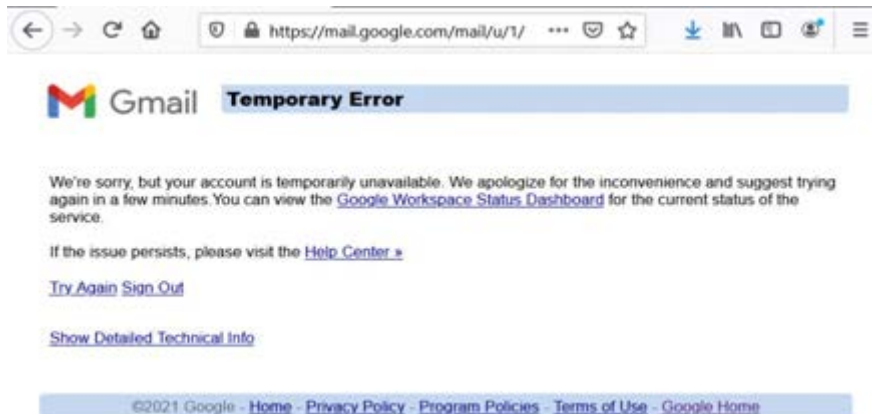 https://mail.google.com/mail/u/1/
Gmail Temporary Error
We're sorry, but your account is temporarily unavailable. We apologize for the inconvenience and suggest trying
again in a few minutes.You can view the Google Workspace Status Dashboard for the current status of the
service.
If the issue persists, please visit the Help Center »
Try Again Sign Out
Show Detailed Technical Info
©2021 Google - Home - Privacy Policy - Program Policies - Terms of Use - Google Home